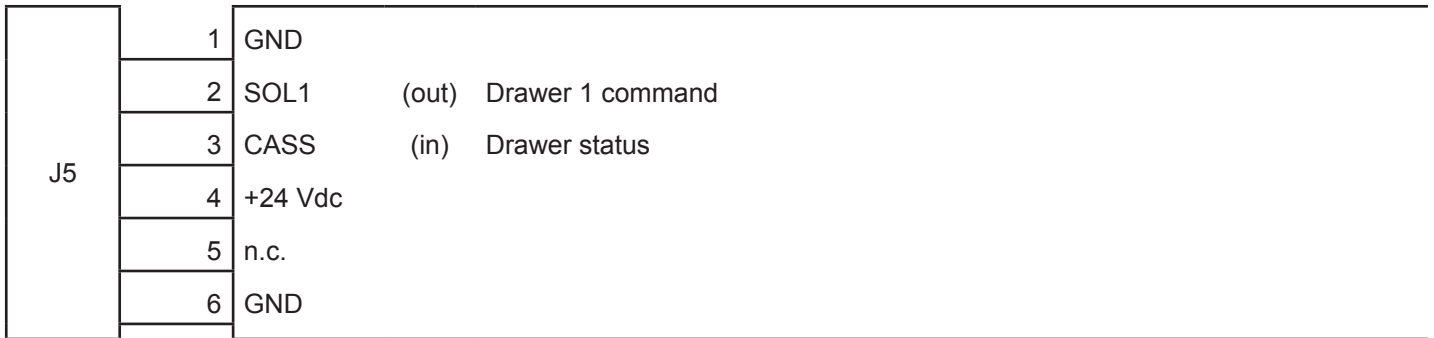 1 GND
2 SOL1 (out) Drawer 1 command
3 CASS (in) Drawer status
J5
4 +24 Vdc
5 n.c.
6 GND